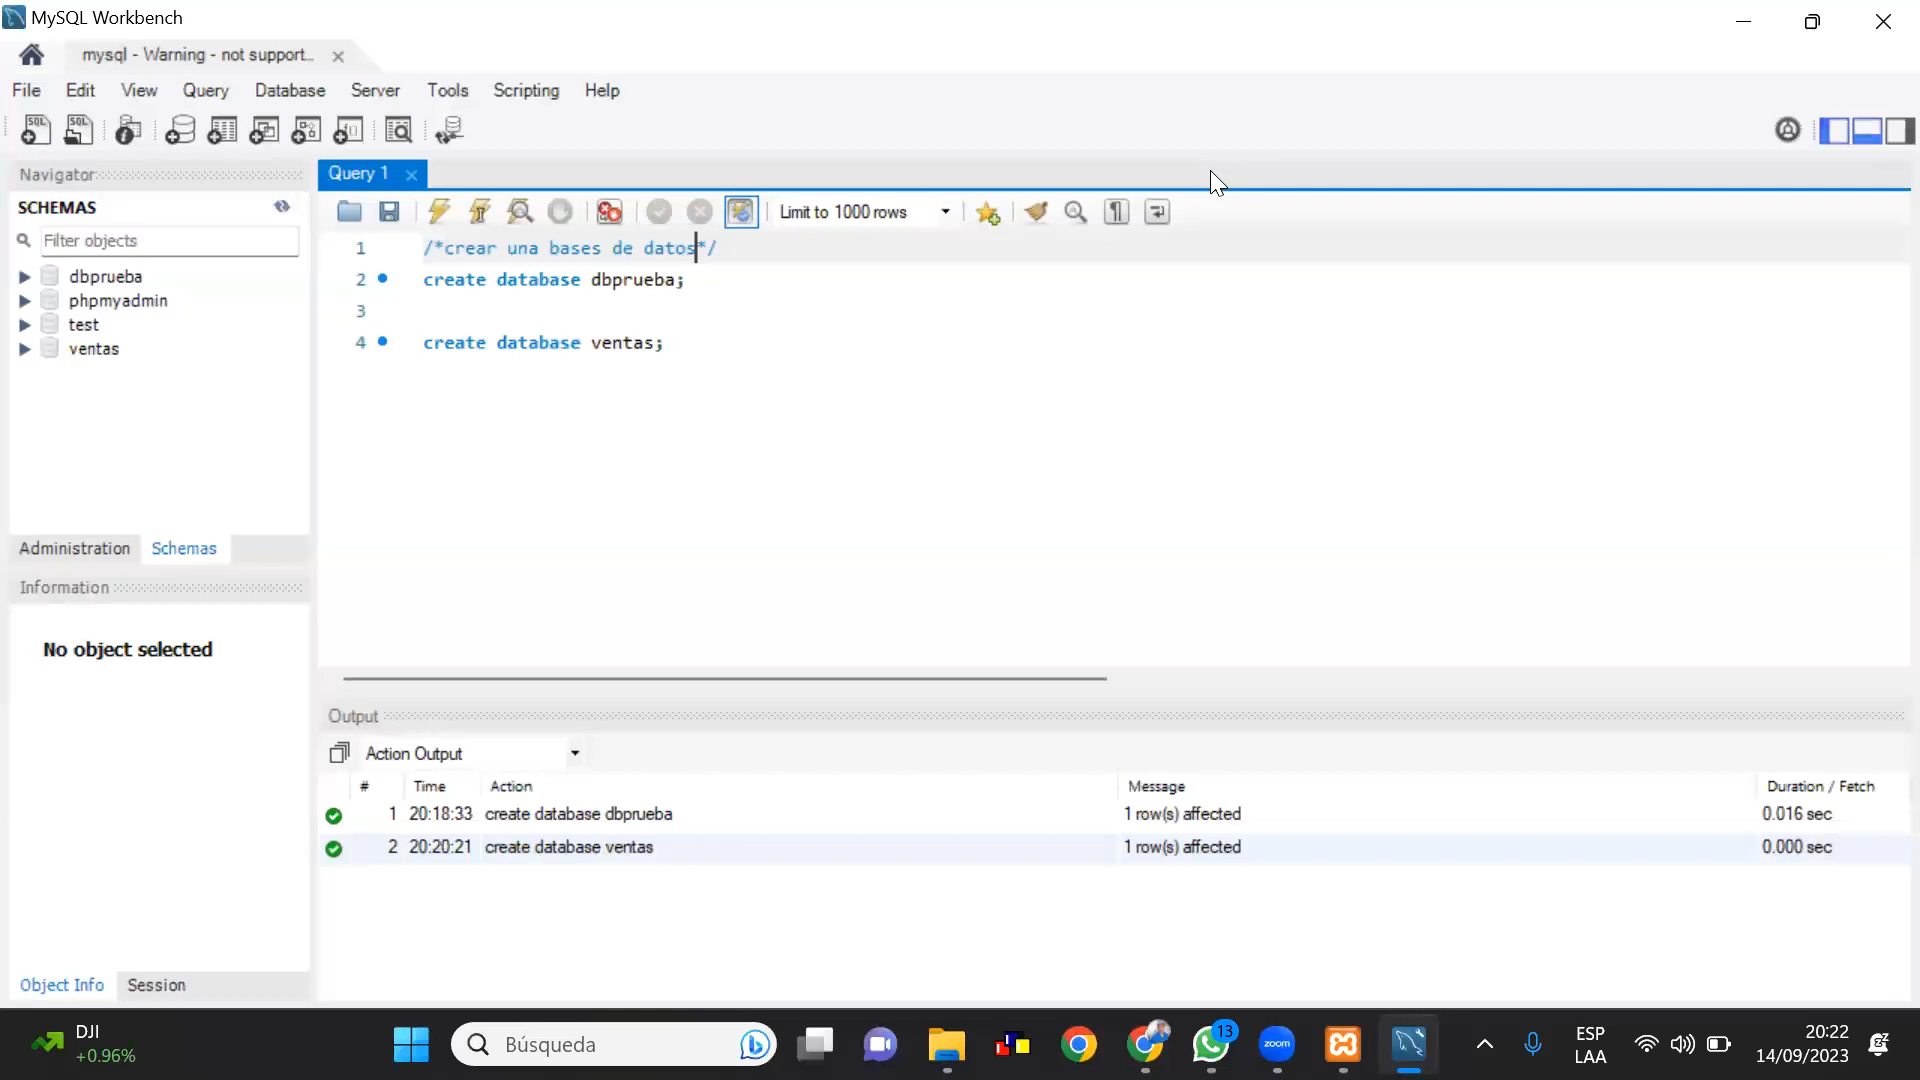 MySQL Workbench
mysql - Warning - not support...
File Edit View Query Database Server Tools Scripting Help
Navigator
SCHEMAS
Filter objects
dbprueba
phpmyadmin
test
ventas
Administration Schemas
Information
No object selected
Object Info Session
Query 1
Limit to 1000 rows
1 /*crear una bases de datos*/
2 create database dbprueba;
3
4 create database ventas;
Output
Action Output
# Time Action Message Duration / Fetch
1 20:18:33 create database dbprueba 1 row(s) affected 0.016 sec
2 20:20:21 create database ventas 1 row(s) affected 0.000 sec
DJI
+0.96%
Búsqueda
13
zoom
ESP
LAA
20:22
14/09/2023